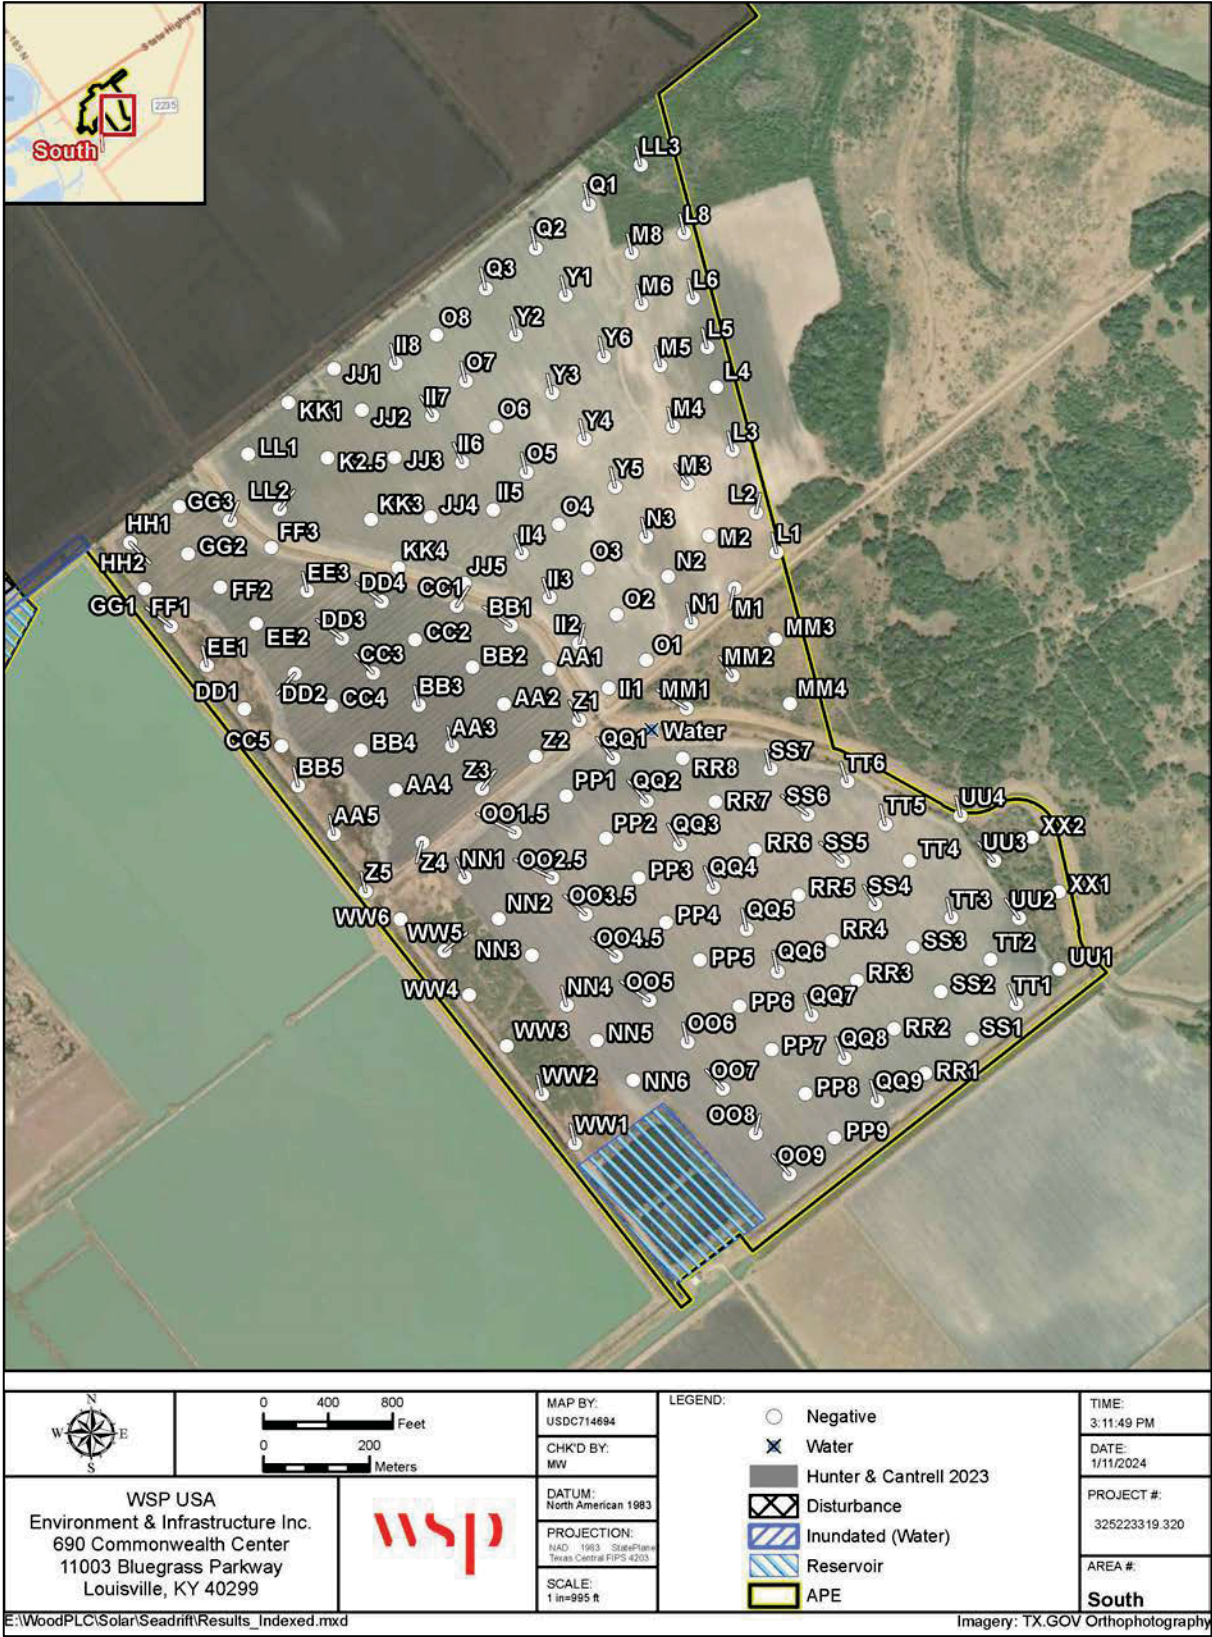 185 N
State Highway
2235
South
LL3
Q1
L8
Q2
M8
Q3
Y1
M6
L6
O8
Y2
L5
II8
Y6
M5
JJ1
O7
Y3
L4
KK1
JJ2
II7
O6
M4
L3
Y4
LL1
K2.5
JJ3
II6
O5
Y5
M3
LL2
GG3
KK3
JJ4
II5
O4
L2
HH1
FF3
II4
N3
M2
L1
HH2
GG2
KK4
O3
N2
EE3
DD4
JJ5
CC1
II3
GG1
FF1
FF2
BB1
O2
N1
M1
DD3
II2
EE2
CC2
O1
MM3
EE1
CC3
BB2
AA1
MM2
DD1
DD2
CC4
BB3
AA2
II1
MM1
MM4
Z1
Water
CC5
BB4
AA3
Z2
QQ1
RR8
SS7
TT6
BB5
AA4
Z3
PP1
QQ2
RR7
SS6
TT5
UU4
AA5
OO1.5
PP2
QQ3
XX2
Z4
NN1
OO2.5
RR6
SS5
TT4
UU3
Z5
PP3
QQ4
RR5
SS4
XX1
WW6
NN2
OO3.5
PP4
QQ5
TT3
UU2
WW5
NN3
OO4.5
RR4
SS3
PP5
QQ6
TT2
UU1
WW4
NN4
OO5
RR3
SS2
TT1
PP6
QQ7
WW3
NN5
OO6
RR2
SS1
PP7
QQ8
WW2
NN6
OO7
RR1
PP8
QQ9
WW1
OO8
PP9
OO9
N
W
E
S
0 400 800
Feet
0 200
Meters
MAP BY:
USDC714694
CHK'D BY:
MW
DATUM:
North American 1983
PROJECTION:
NAD 1983 StatePlane
Texas Central FIPS 4203
SCALE:
1 in=995 ft
LEGEND:
Negative
Water
Hunter & Cantrell 2023
Disturbance
Inundated (Water)
Reservoir
APE
TIME:
3:11:49 PM
DATE:
1/11/2024
PROJECT #:
325223319.320
AREA #:
South
WSP USA
Environment & Infrastructure Inc.
690 Commonwealth Center
11003 Bluegrass Parkway
Louisville, KY 40299
wsp
E:\WoodPLC\Solar\Seadrift\Results_Indexed.mxd
Imagery: TX.GOV Orthophotography